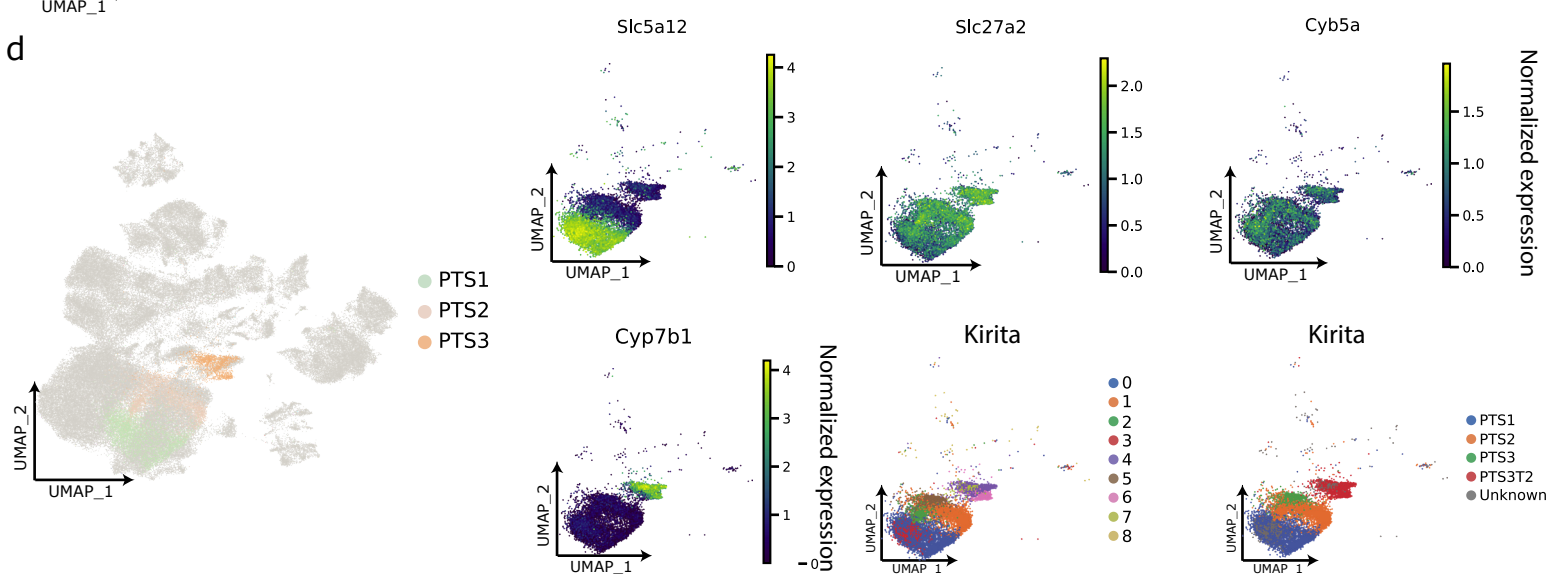 UMAP_1
d
PTS1
PTS2
PTS3
UMAP_2
UMAP_1
Slc5a12
4
3
2
1
0
UMAP_2
UMAP_1
Slc27a2
2.0
1.5
1.0
0.5
0.0
UMAP_2
UMAP_1
Cyb5a
1.5
1.0
0.5
0.0
Normalized expression
UMAP_2
UMAP_1
Cyp7b1
4
3
2
1
0
Normalized expression
UMAP_2
UMAP_1
Kirita
0
1
2
3
4
5
6
7
8
UMAP_2
UMAP_1
Kirita
PTS1
PTS2
PTS3
PTS3T2
Unknown
UMAP_2
UMAP_1